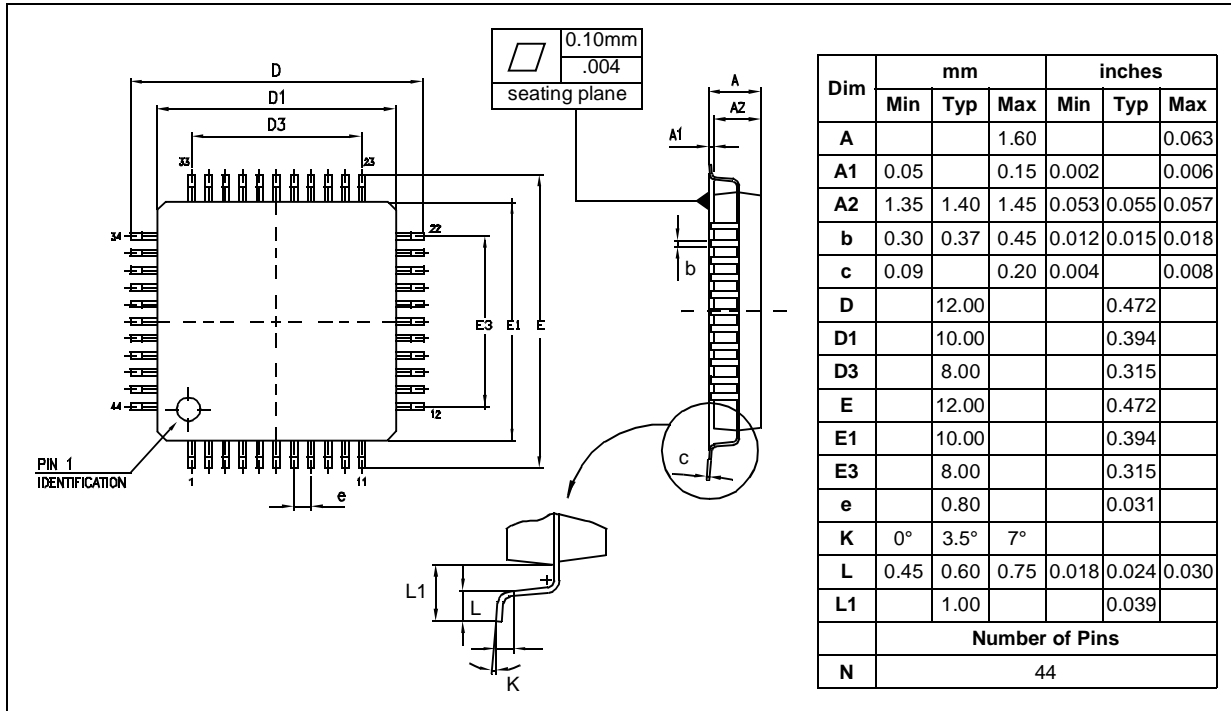 0.10mm
.004
seating plane
D
D1
D3
33
23
34
22
44
12
1
11
E3
E1
E
PIN 1
IDENTIFICATION
e
A
A2
A1
b
c
L1
L
K
Dim mm inches
Min Typ Max Min Typ Max
A 1.60 0.063
A1 0.05 0.15 0.002 0.006
A2 1.35 1.40 1.45 0.053 0.055 0.057
b 0.30 0.37 0.45 0.012 0.015 0.018
c 0.09 0.20 0.004 0.008
D 12.00 0.472
D1 10.00 0.394
D3 8.00 0.315
E 12.00 0.472
E1 10.00 0.394
E3 8.00 0.315
e 0.80 0.031
K 0° 3.5° 7°
L 0.45 0.60 0.75 0.018 0.024 0.030
L1 1.00 0.039
Number of Pins
N 44